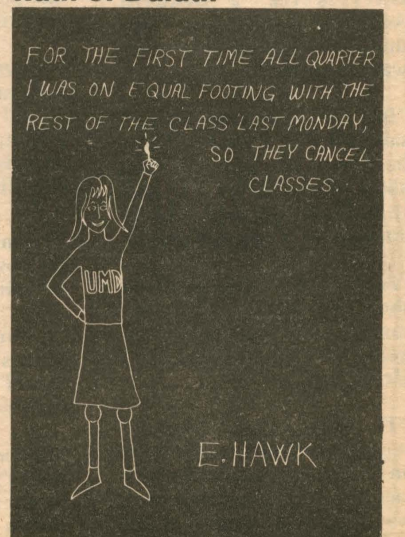 FOR THE FIRST TIME ALL QUARTER
I WAS ON EQUAL FOOTING WITH THE
REST OF THE CLASS LAST MONDAY,
SO THEY CANCEL
CLASSES.
UMD
E. HAWK